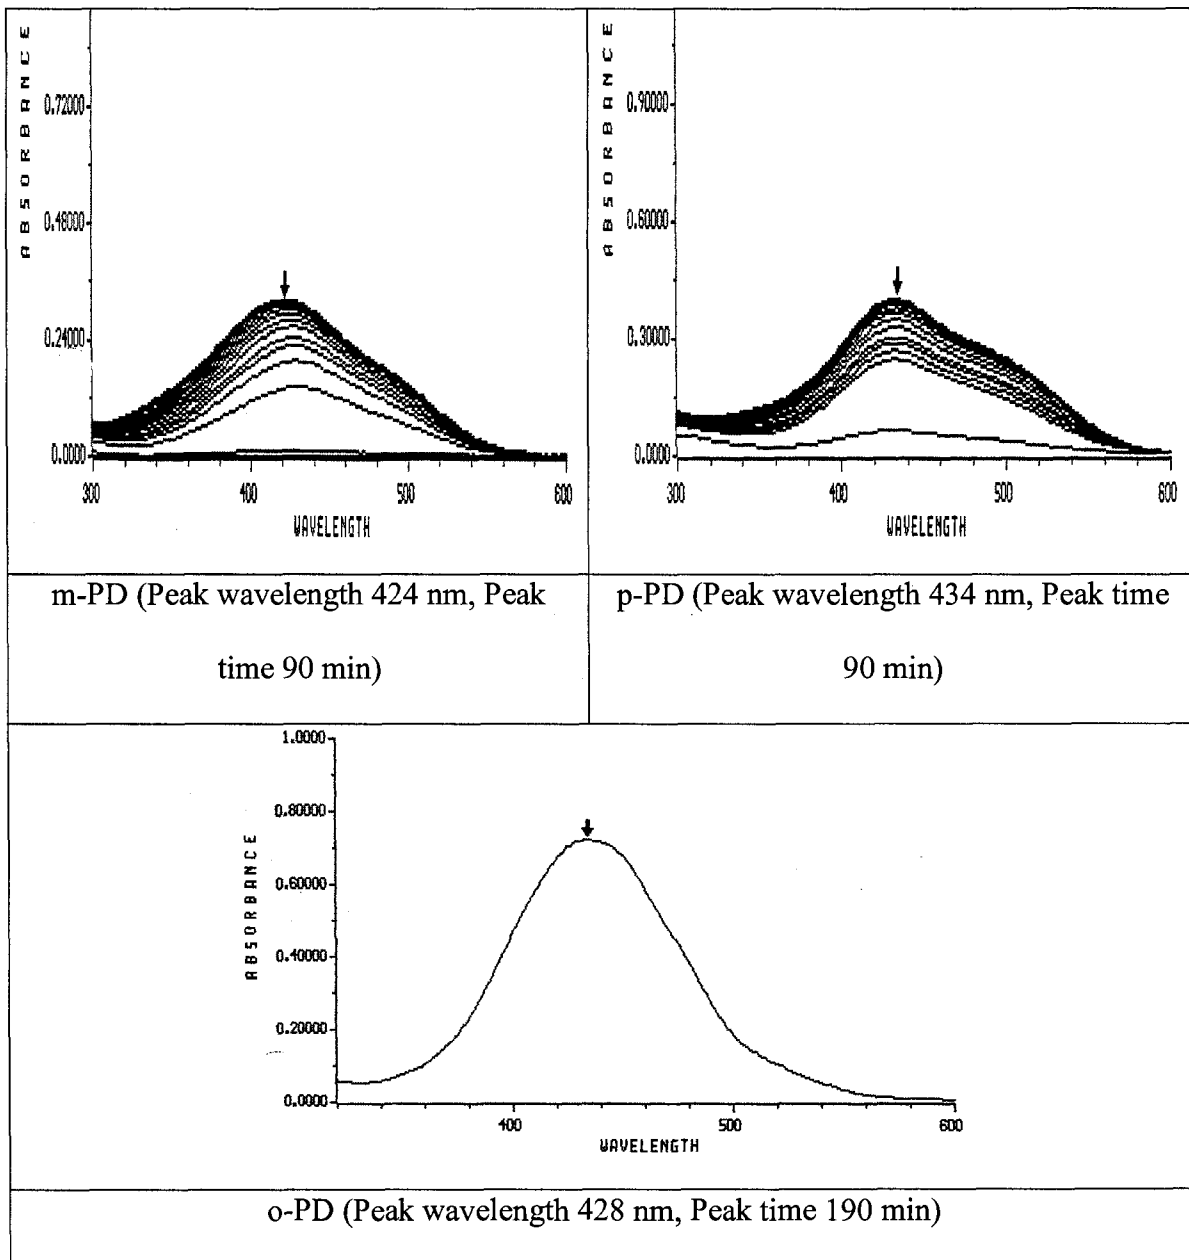 ABSORBANCE
0.72000
0.48000
0.24000
0.0000
300
400
500
600
WAVELENGTH
ABSORBANCE
0.90000
0.60000
0.30000
0.0000
300
400
500
600
WAVELENGTH
m-PD (Peak wavelength 424 nm, Peak
time 90 min)
p-PD (Peak wavelength 434 nm, Peak time
90 min)
ABSORBANCE
1.0000
0.80000
0.60000
0.40000
0.20000
0.0000
400
500
600
WAVELENGTH
o-PD (Peak wavelength 428 nm, Peak time 190 min)